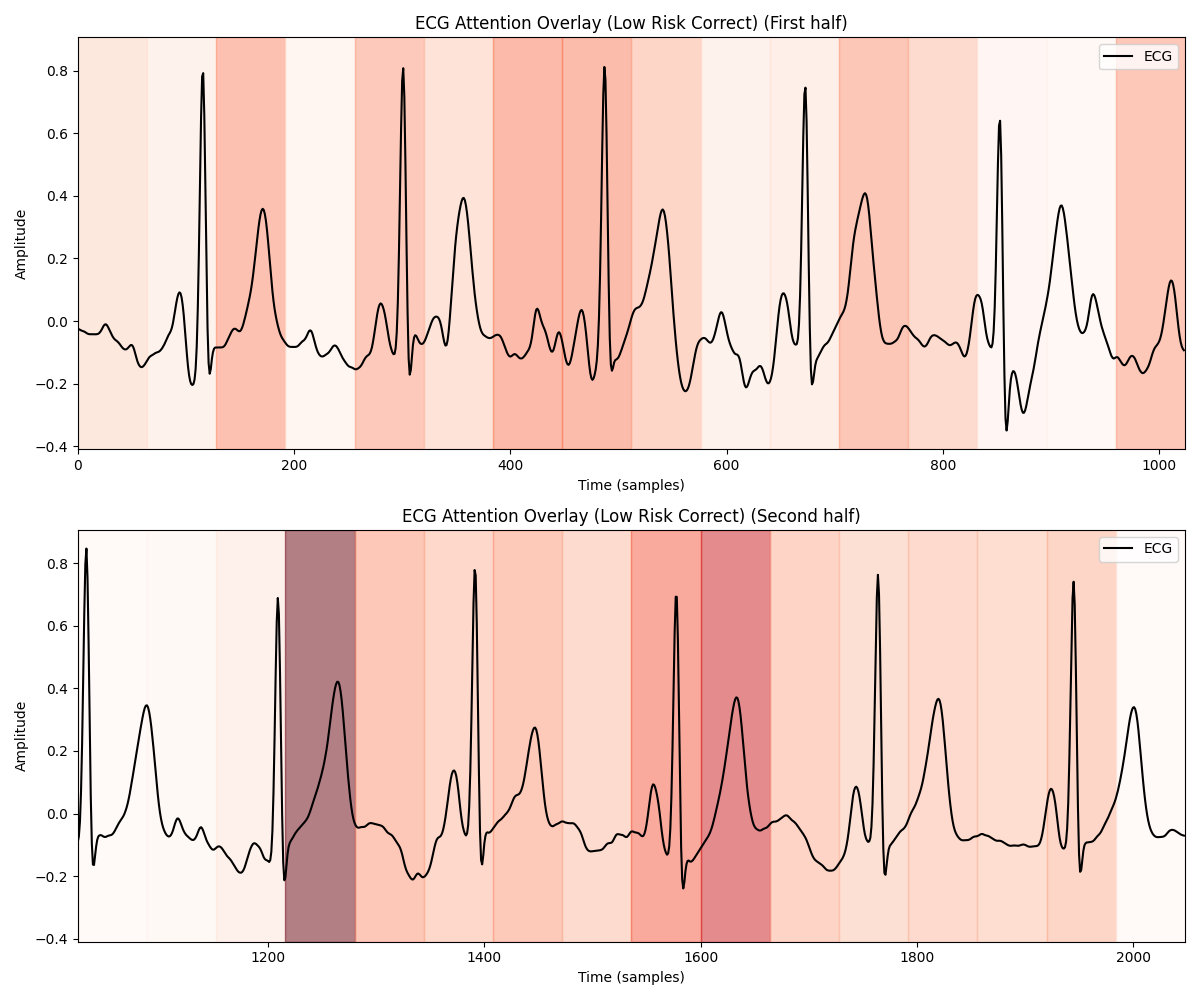 ECG Attention Overlay (Low Risk Correct) (First half)
ECG
0.8
0.6
0.4
0.2
0.0
−0.2
−0.4
Amplitude
0 200 400 600 800 1000
Time (samples)
ECG Attention Overlay (Low Risk Correct) (Second half)
ECG
0.8
0.6
0.4
0.2
0.0
−0.2
−0.4
Amplitude
1200 1400 1600 1800 2000
Time (samples)